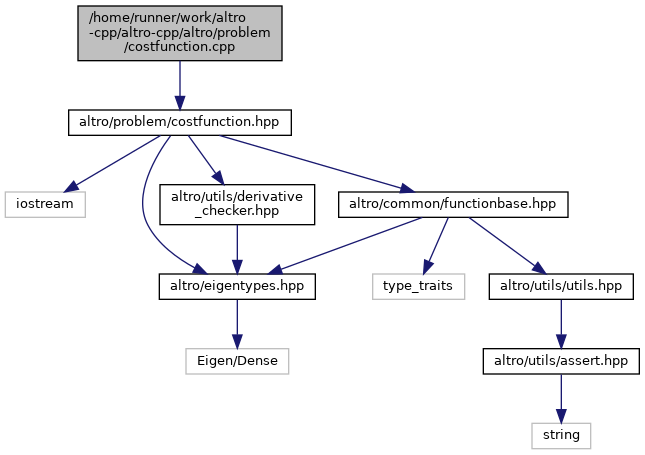 /home/runner/work/altro
-cpp/altro-cpp/altro/problem
/costfunction.cpp
altro/problem/costfunction.hpp
iostream
altro/utils/derivative
_checker.hpp
altro/common/functionbase.hpp
altro/eigentypes.hpp
type_traits
altro/utils/utils.hpp
Eigen/Dense
altro/utils/assert.hpp
string